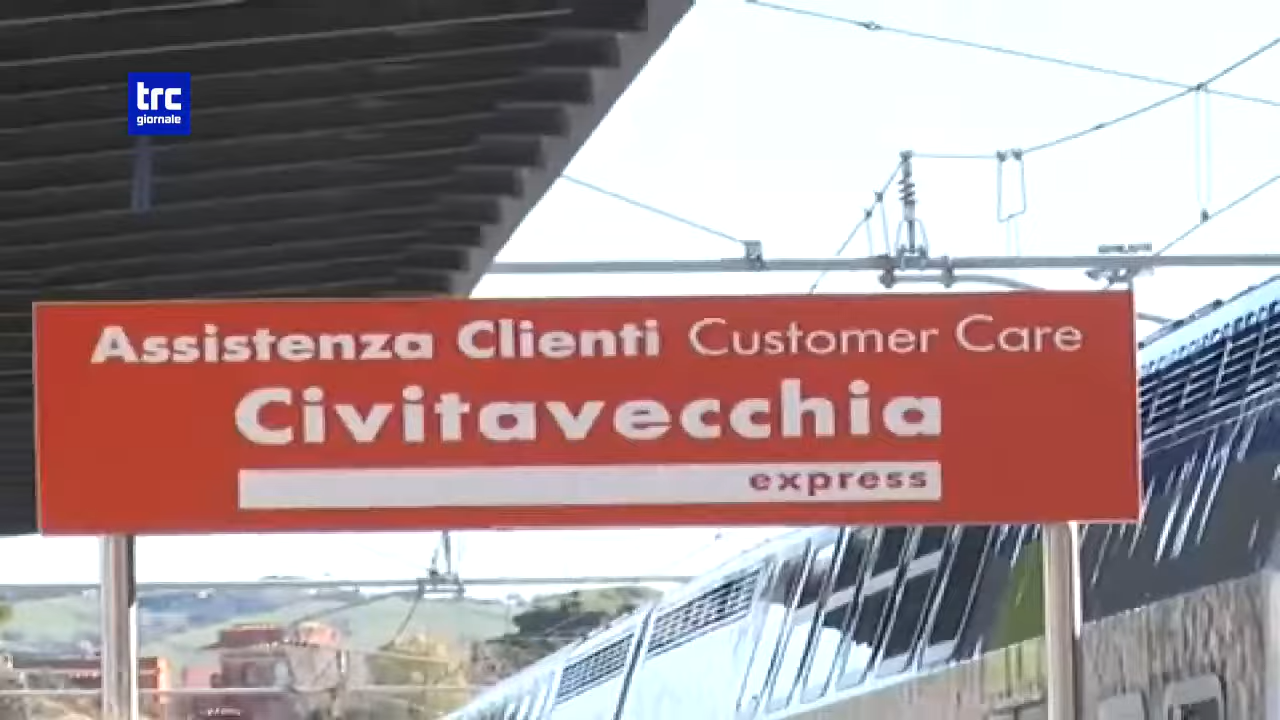 trc
giornale
Assistenza Clienti Customer Care
Civitavecchia
express